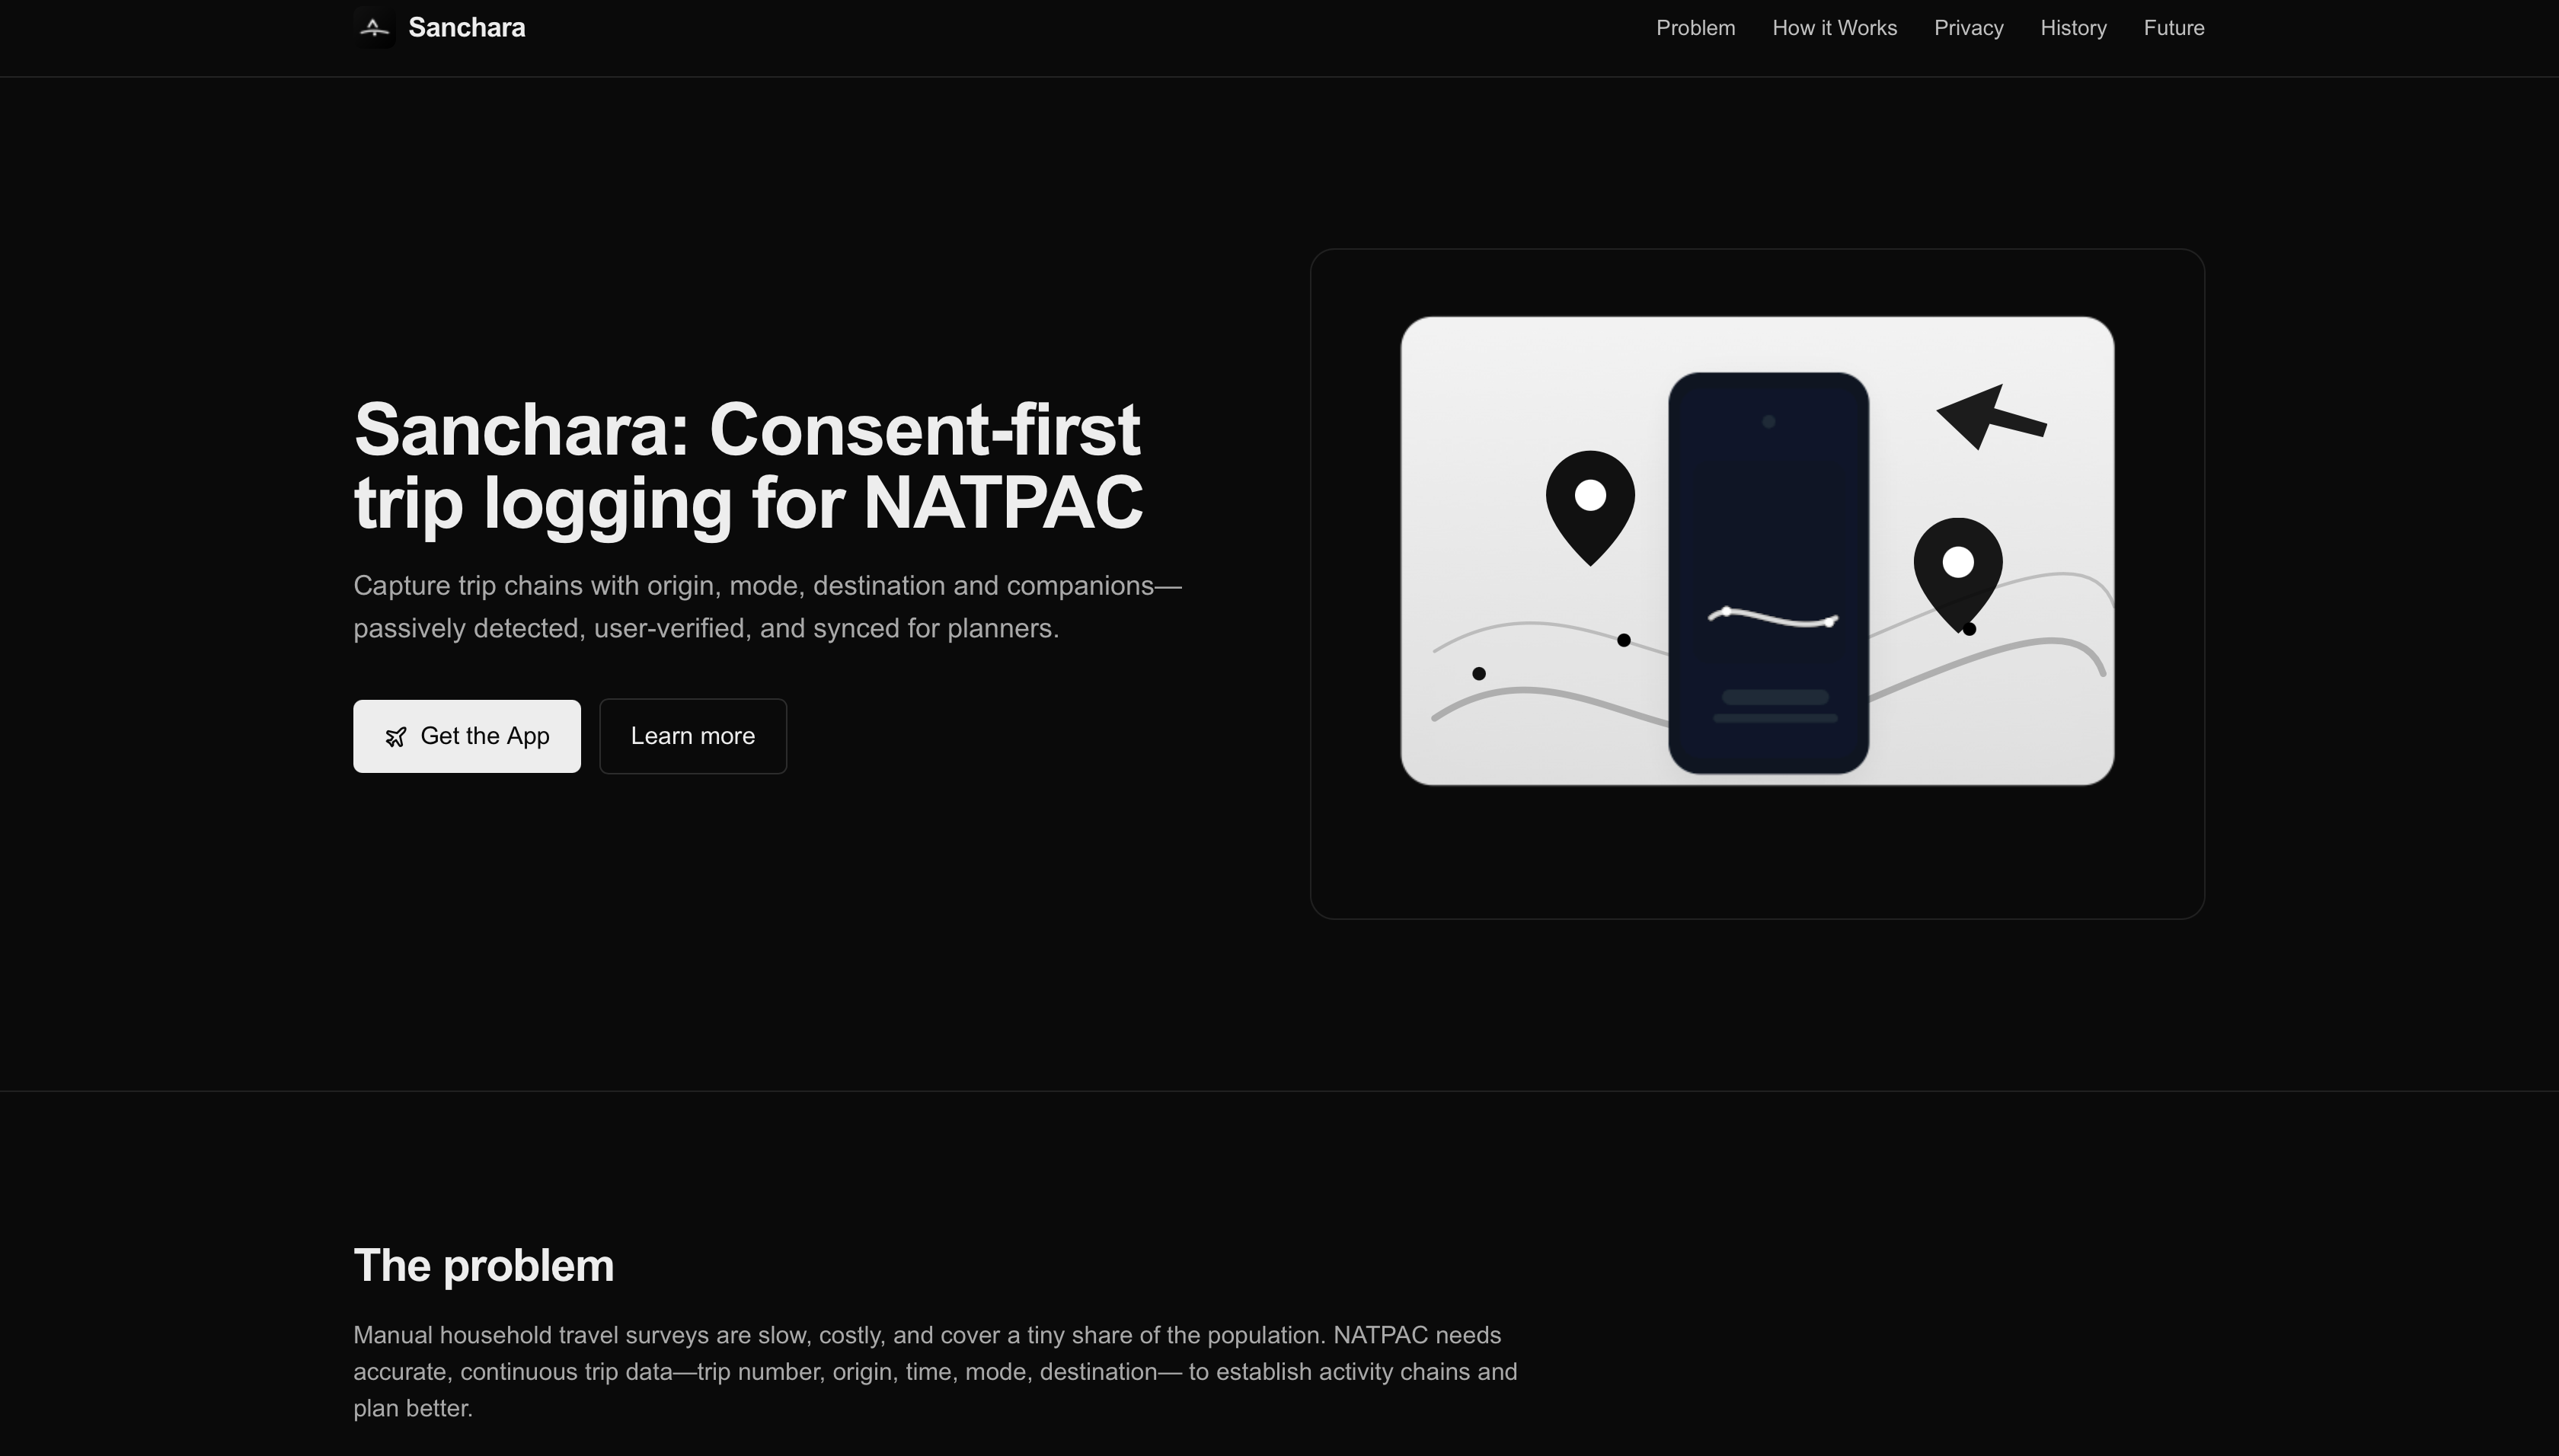 Sanchara
Problem
How it Works
Privacy
History
Future
Sanchara: Consent-first
trip logging for NATPAC
Capture trip chains with origin, mode, destination and companions—
passively detected, user-verified, and synced for planners.
Get the App
Learn more
The problem
Manual household travel surveys are slow, costly, and cover a tiny share of the population. NATPAC needs
accurate, continuous trip data—trip number, origin, time, mode, destination— to establish activity chains and
plan better.